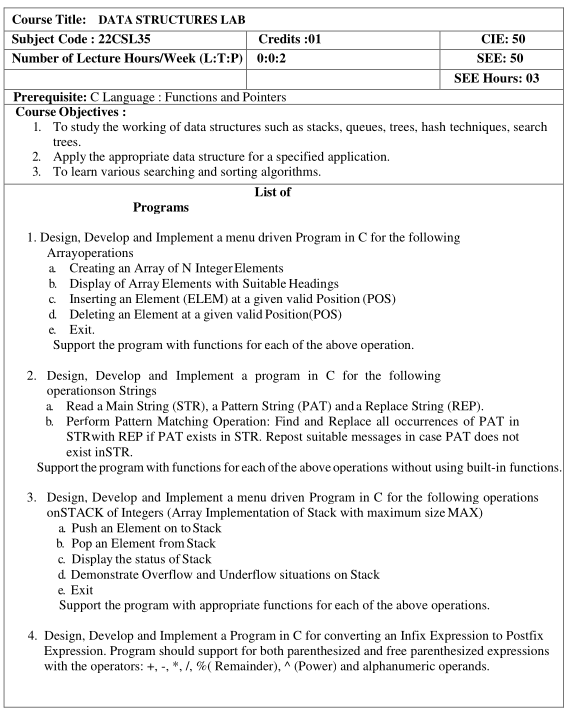 Course Title: DATA STRUCTURES LAB
Subject Code : 22CSL35 Credits :01 CIE: 50
Number of Lecture Hours/Week (L:T:P) 0:0:2 SEE: 50
SEE Hours: 03
Prerequisite: C Language : Functions and Pointers
Course Objectives :
1. To study the working of data structures such as stacks, queues, trees, hash techniques, search
trees.
2. Apply the appropriate data structure for a specified application.
3. To learn various searching and sorting algorithms.
List of
Programs
1. Design, Develop and Implement a menu driven Program in C for the following
Arrayoperations
a. Creating an Array of N Integer Elements
b. Display of Array Elements with Suitable Headings
c. Inserting an Element (ELEM) at a given valid Position (POS)
d. Deleting an Element at a given valid Position(POS)
e. Exit.
Support the program with functions for each of the above operation.
2. Design, Develop and Implement a program in C for the following
operationson Strings
a. Read a Main String (STR), a Pattern String (PAT) and a Replace String (REP).
b. Perform Pattern Matching Operation: Find and Replace all occurrences of PAT in
STRwith REP if PAT exists in STR. Repost suitable messages in case PAT does not
exist inSTR.
Support the program with functions for each of the above operations without using built-in functions.
3. Design, Develop and Implement a menu driven Program in C for the following operations
onSTACK of Integers (Array Implementation of Stack with maximum size MAX)
a. Push an Element on to Stack
b. Pop an Element from Stack
c. Display the status of Stack
d. Demonstrate Overflow and Underflow situations on Stack
e. Exit
Support the program with appropriate functions for each of the above operations.
4. Design, Develop and Implement a Program in C for converting an Infix Expression to Postfix
Expression. Program should support for both parenthesized and free parenthesized expressions
with the operators: +, -, *, /, %( Remainder), ^ (Power) and alphanumeric operands.